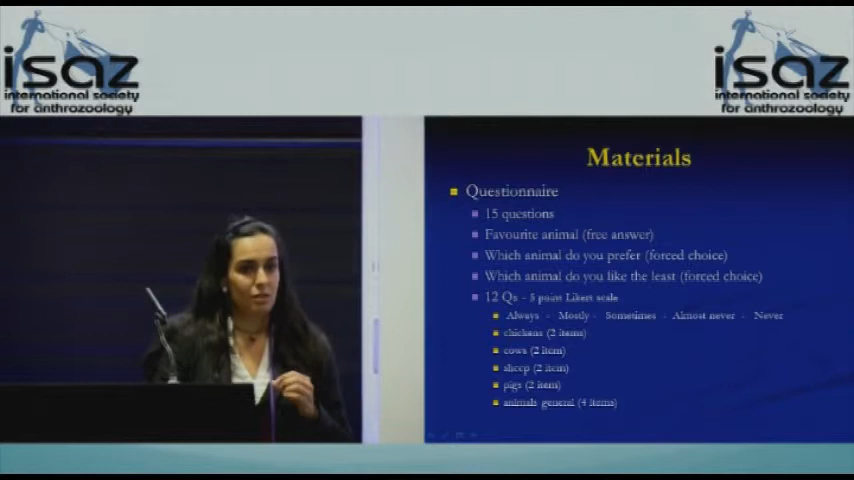 isaz
international society
for anthrozoology
isaz
international society
for anthrozoology
Materials
Questionnaire
15 questions
Favourite animal (free answer)
Which animal do you prefer (forced choice)
Which animal do you like the least (forced choice)
12 Qs - 5 point Likert scale
Always - Mostly - Sometimes - Almost never - Never
chickens (2 items)
cows (2 item)
sheep (2 item)
pigs (2 item)
animals general (4 items)